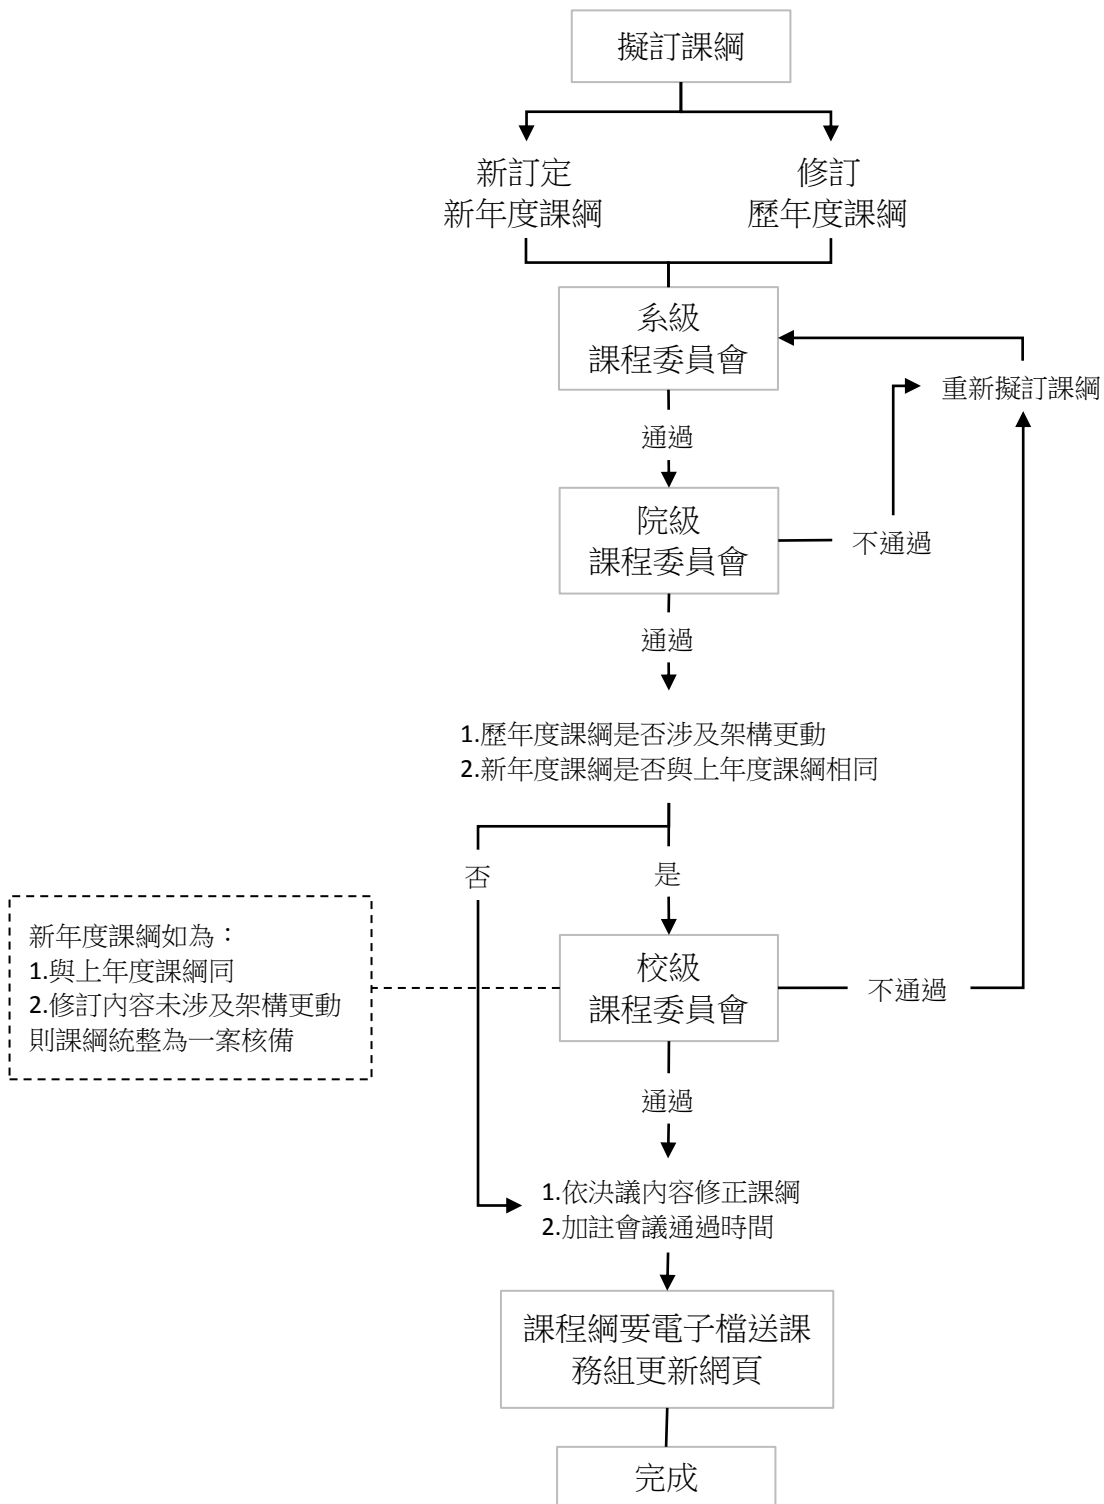 擬訂課綱
新訂定
新年度課綱
修訂
歷年度課綱
系級
課程委員會
重新擬訂課綱
通過
院級
課程委員會
不通過
通過
1.歷年度課綱是否涉及架構更動
2.新年度課綱是否與上年度課綱相同
否
是
新年度課綱如為：
1.與上年度課綱同
2.修訂內容未涉及架構更動
則課綱統整為一案核備
校級
課程委員會
不通過
通過
1.依決議內容修正課綱
2.加註會議通過時間
課程綱要電子檔送課
務組更新網頁
完成